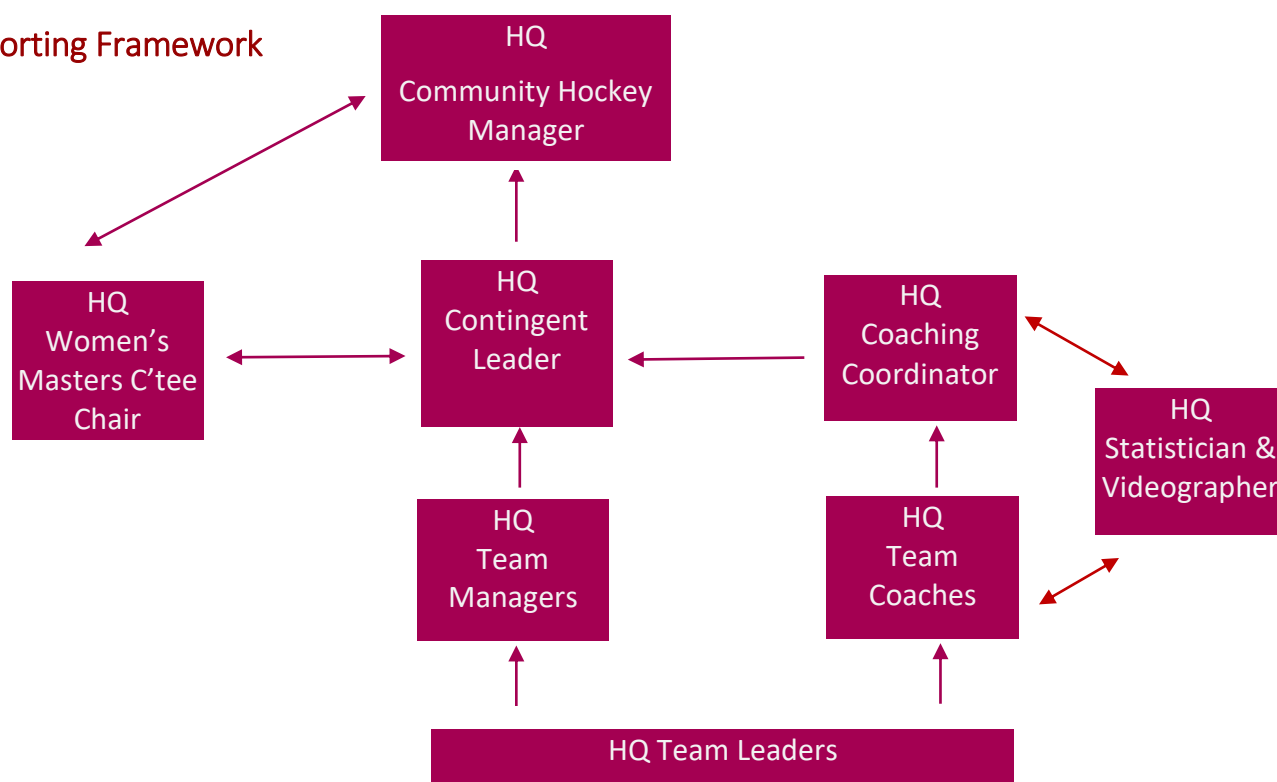 orting Framework
HQ
Community Hockey
Manager
HQ
Women’s
Masters C’tee
Chair
HQ
Contingent
Leader
HQ
Coaching
Coordinator
HQ
Statistician &
Videographer
HQ
Team
Managers
HQ
Team
Coaches
HQ Team Leaders